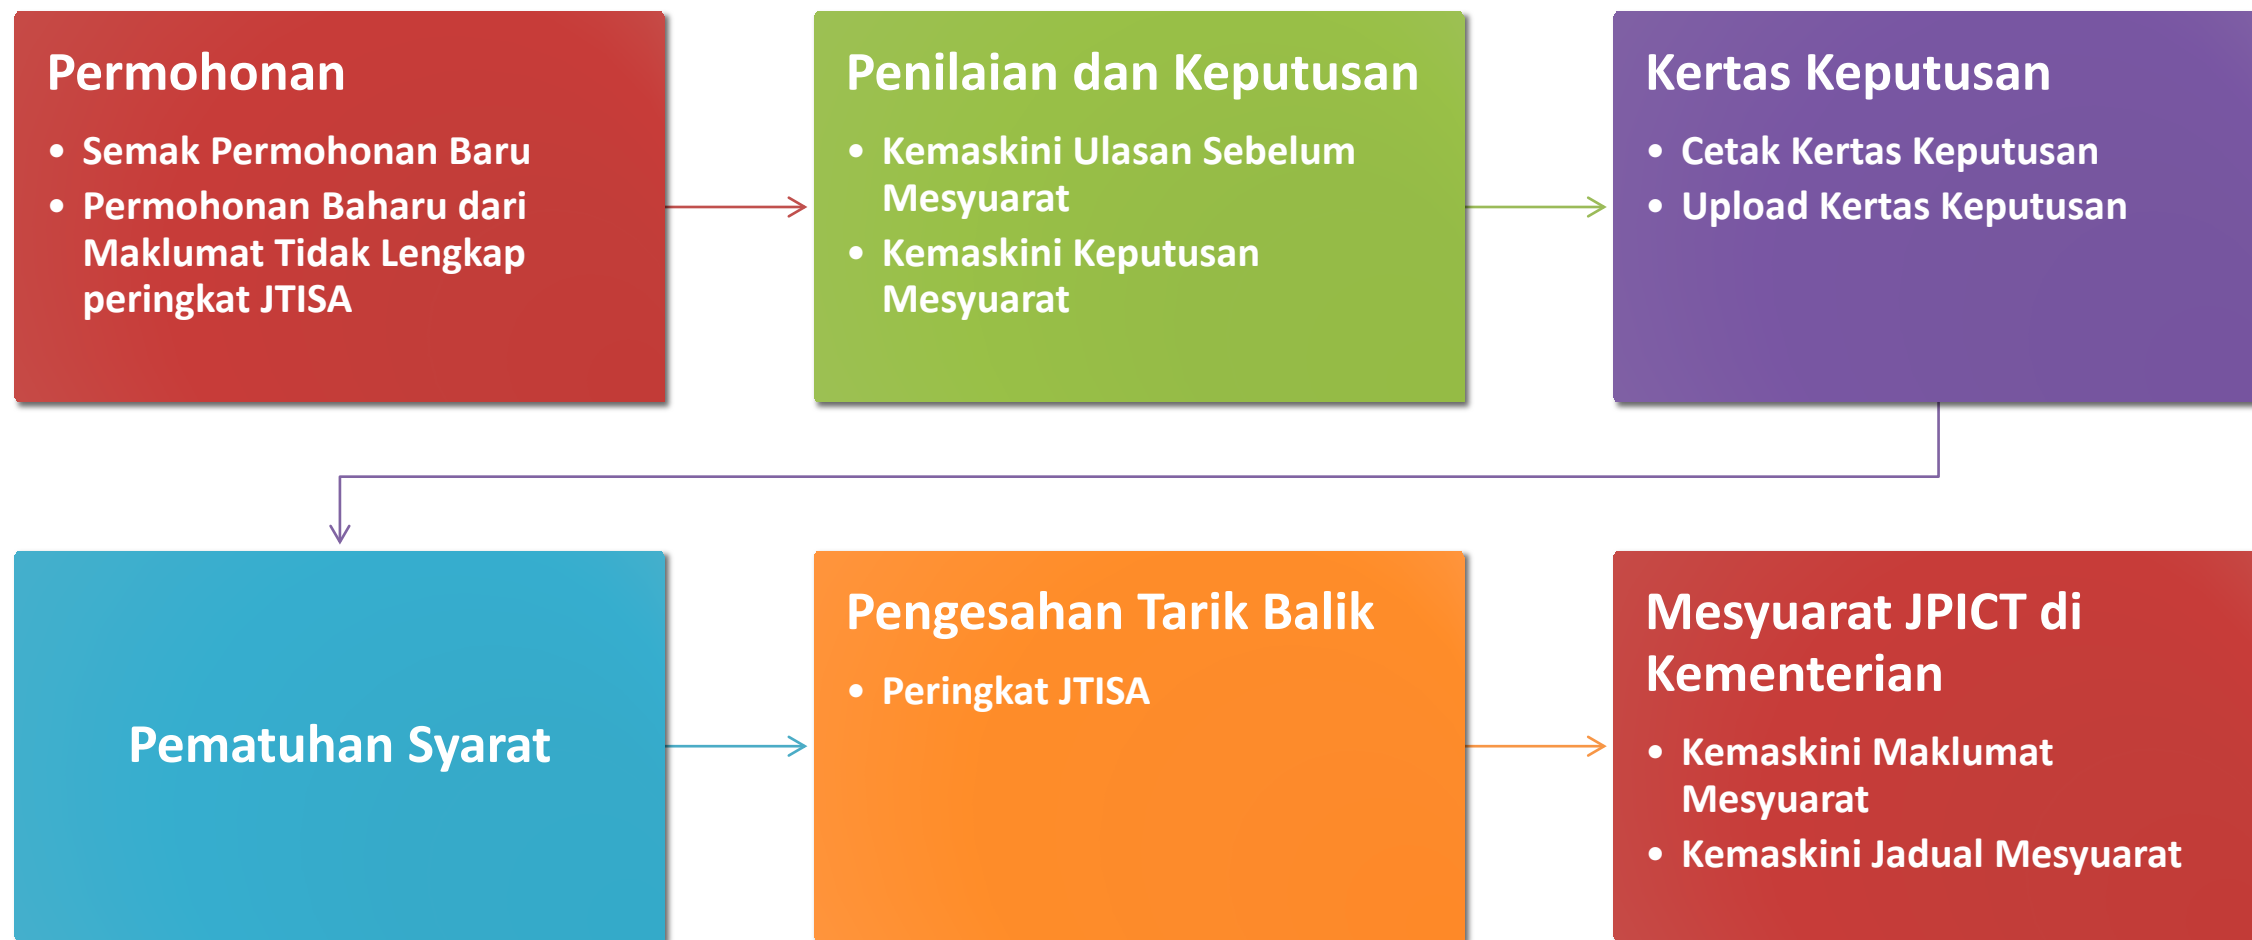 Permohonan
• Semak Permohonan Baru
• Permohonan Baharu dari
Maklumat Tidak Lengkap
peringkat JTISA
Penilaian dan Keputusan
• Kemaskini Ulasan Sebelum
Mesyuarat
• Kemaskini Keputusan
Mesyuarat
Kertas Keputusan
• Cetak Kertas Keputusan
• Upload Kertas Keputusan
Pematuhan Syarat
Pengesahan Tarik Balik
• Peringkat JTISA
Mesyuarat JPICT di
Kementerian
• Kemaskini Maklumat
Mesyuarat
• Kemaskini Jadual Mesyuarat